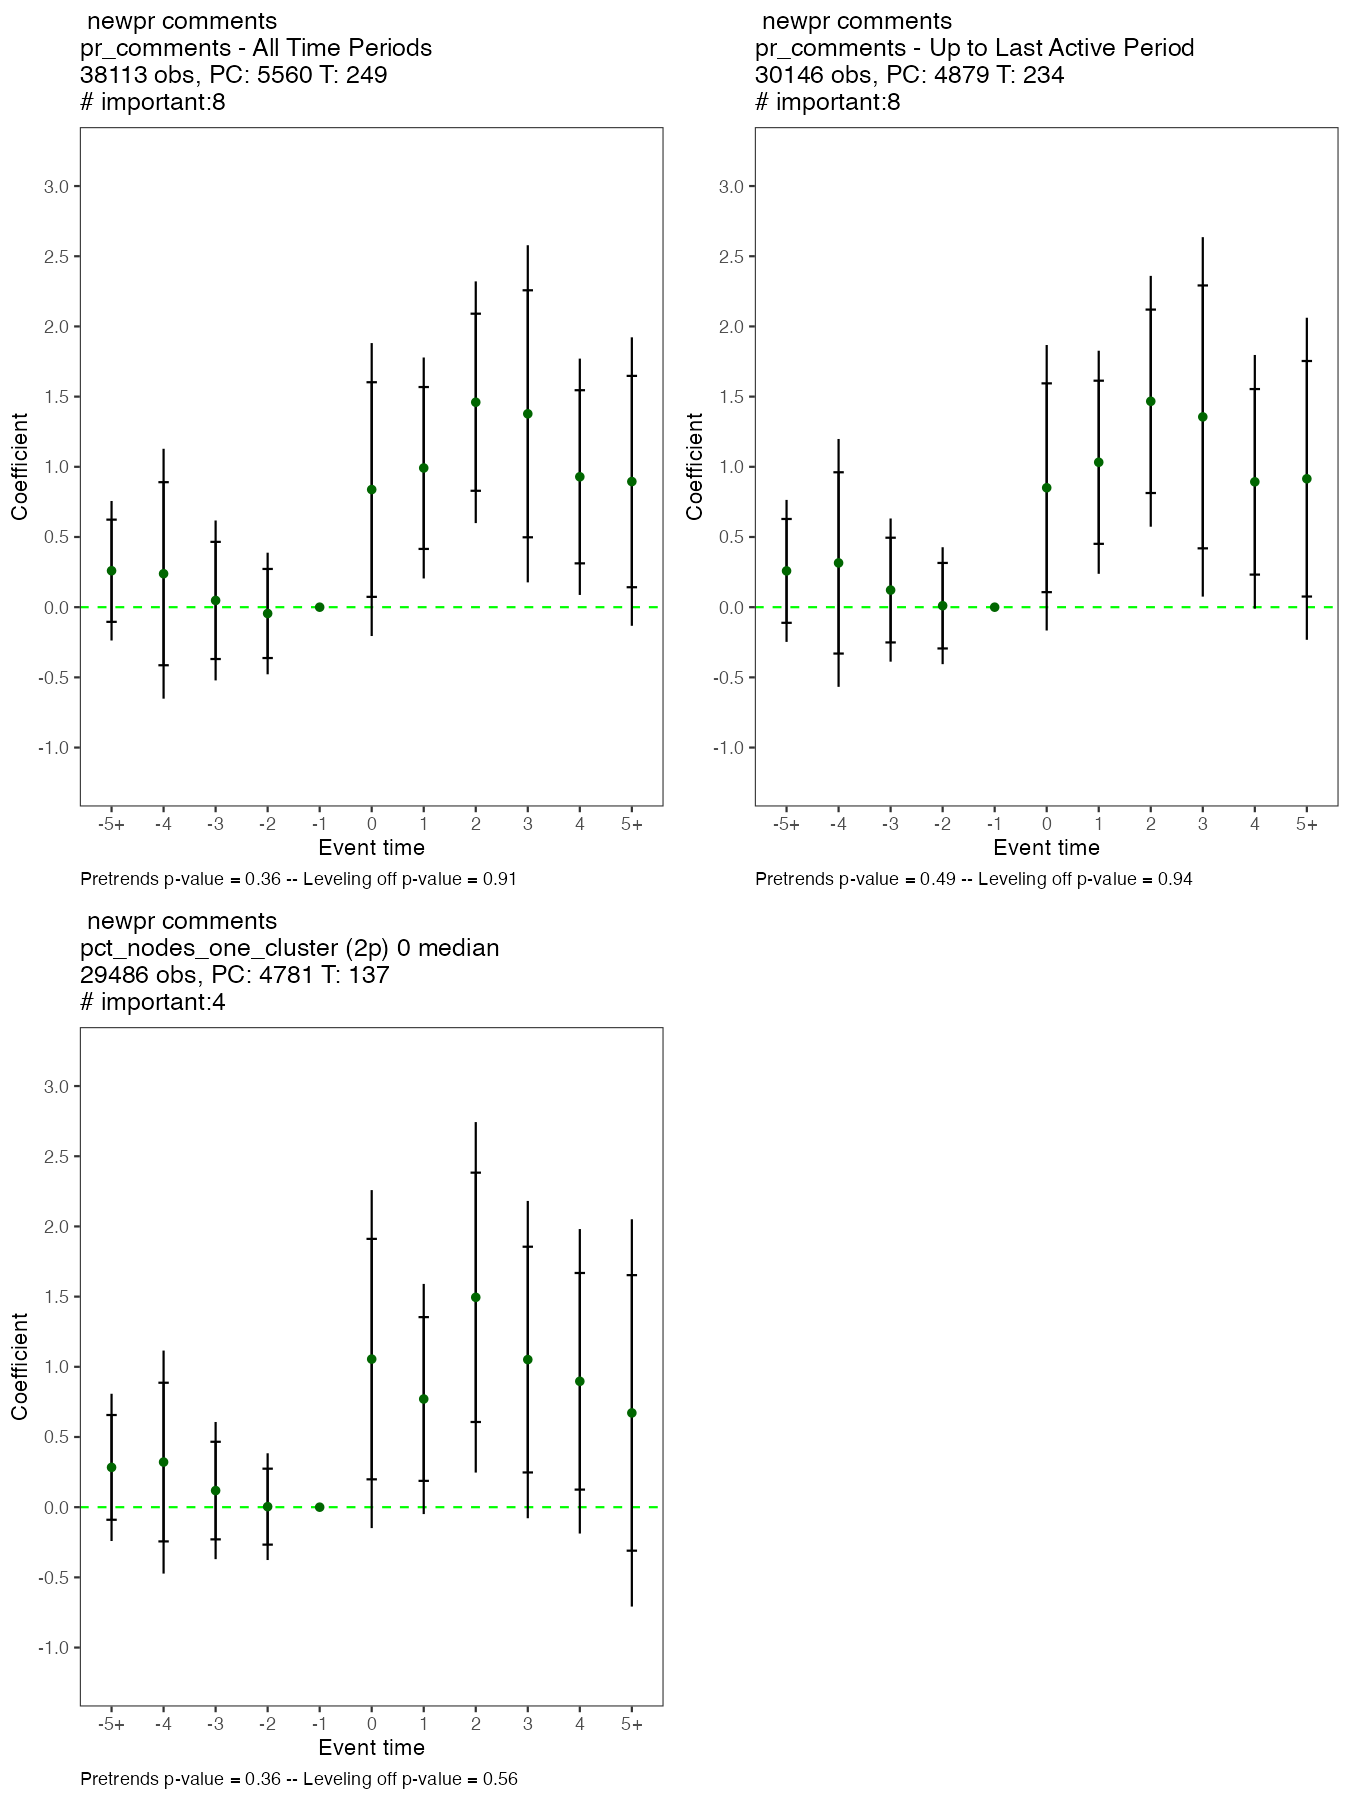 newpr comments
pr_comments - All Time Periods
38113 obs, PC: 5560 T: 249
# important:8
3.0
2.5
2.0
1.5
1.0
0.5
0.0
-0.5
-1.0
Coefficient
-5+ -4 -3 -2 -1 0 1 2 3 4 5+
Event time
Pretrends p-value = 0.36 -- Leveling off p-value = 0.91
newpr comments
pr_comments - Up to Last Active Period
30146 obs, PC: 4879 T: 234
# important:8
3.0
2.5
2.0
1.5
1.0
0.5
0.0
-0.5
-1.0
Coefficient
-5+ -4 -3 -2 -1 0 1 2 3 4 5+
Event time
Pretrends p-value = 0.49 -- Leveling off p-value = 0.94
newpr comments
pct_nodes_one_cluster (2p) 0 median
29486 obs, PC: 4781 T: 137
# important:4
3.0
2.5
2.0
1.5
1.0
0.5
0.0
-0.5
-1.0
Coefficient
-5+ -4 -3 -2 -1 0 1 2 3 4 5+
Event time
Pretrends p-value = 0.36 -- Leveling off p-value = 0.56